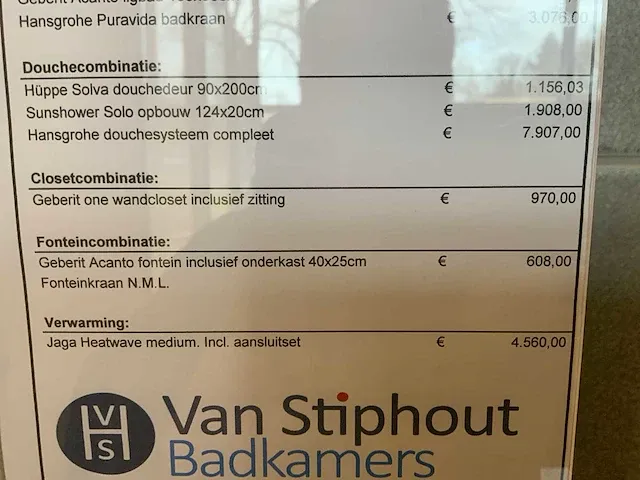 Geberit Acanto
Hansgrohe Puravida badkraan € 3.076,00
Douchecombinatie:
Hüppe Solva douchedeur 90x200cm € 1.156,03
Sunshower Solo opbouw 124x20cm € 1.908,00
Hansgrohe douchesysteem compleet € 7.907,00
Closetcombinatie:
Geberit one wandcloset inclusief zitting € 970,00
Fonteincombinatie:
Geberit Acanto fontein inclusief onderkast 40x25cm € 608,00
Fonteinkraan N.M.L.
Verwarming:
Jaga Heatwave medium. Incl. aansluitset € 4.560,00
VHS
Van Stiphout
Badkamers